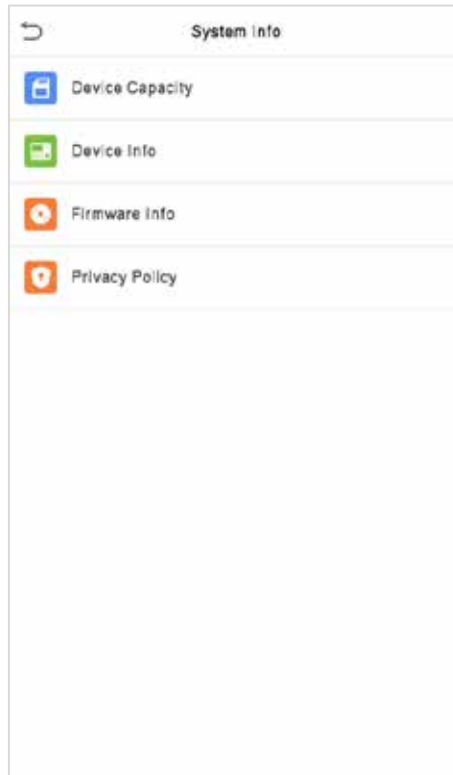 System Info
Device Capacity
Device Info
Firmware Info
Privacy Policy